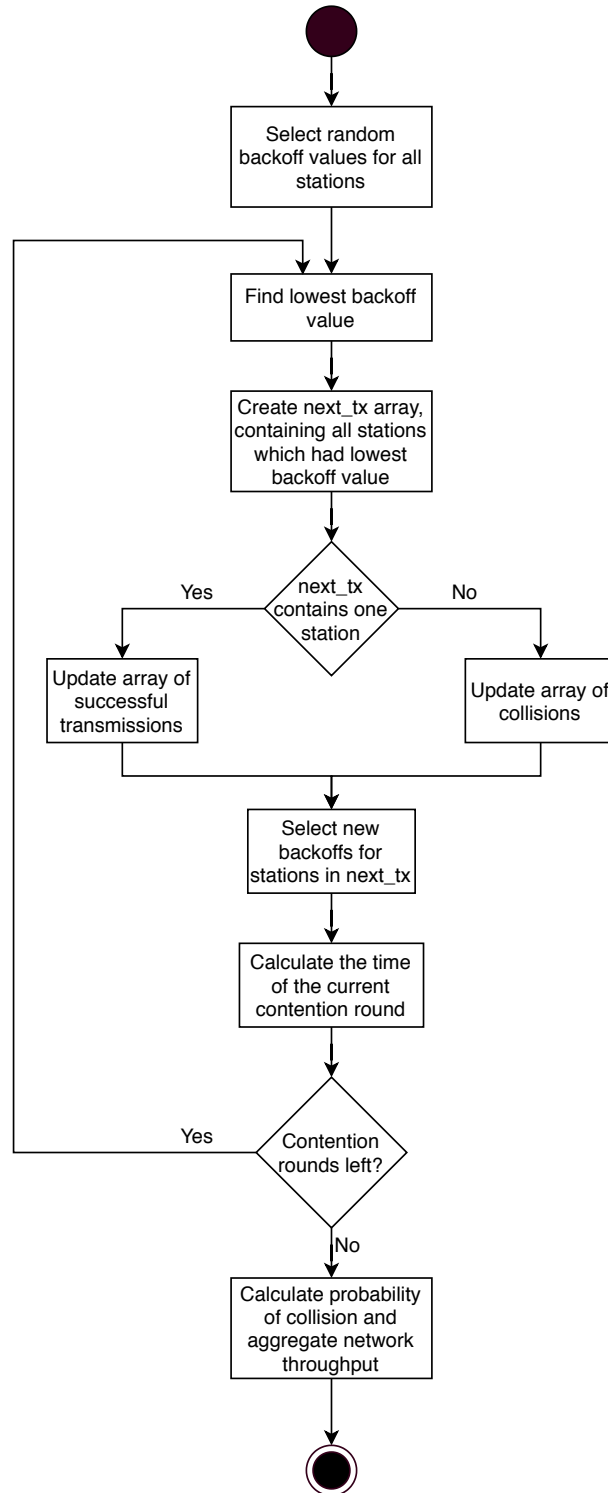 Select random
backoff values for all
stations
Find lowest backoff
value
Create next_tx array,
containing all stations
which had lowest
backoff value
Yes
next_tx
contains one
station
No
Update array of
successful
transmissions
Update array of
collisions
Select new
backoffs for
stations in next_tx
Calculate the time
of the current
contention round
Yes
Contention
rounds left?
No
Calculate probability
of collision and
aggregate network
throughput